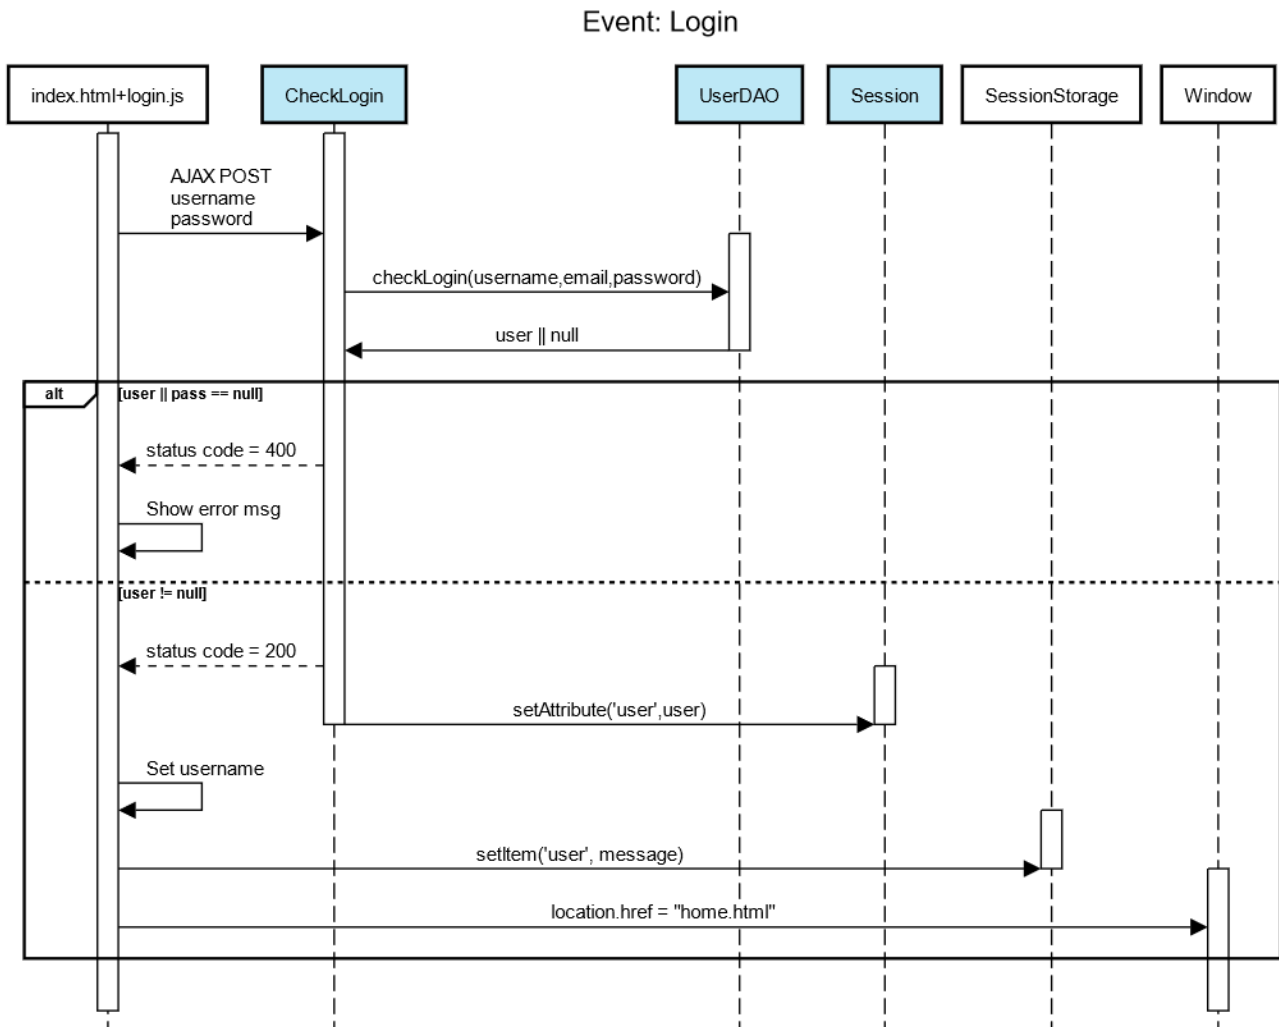 Event: Login
index.html+login.js
CheckLogin
UserDAO
Session
SessionStorage
Window
AJAX POST
username
password
checkLogin(username,email,password)
user || null
alt
[user || pass == null]
status code = 400
Show error msg
[user != null]
status code = 200
setAttribute('user',user)
Set username
setItem('user', message)
location.href = "home.html"